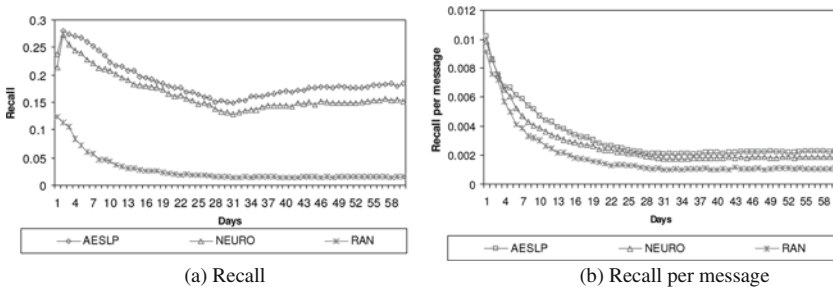 0.3
0.25
0.2
0.15
0.1
0.05
0
Recall
1 4 7 10 13 16 19 22 25 28 31 34 37 40 43 46 49 52 55 58
Days
AESLP NEURO RAN
(a) Recall
0.012
0.01
0.008
0.006
0.004
0.002
0
Recall per message
1 4 7 10 13 16 19 22 25 28 31 34 37 40 43 46 49 52 55 58
Days
AESLP NEURO RAN
(b) Recall per message